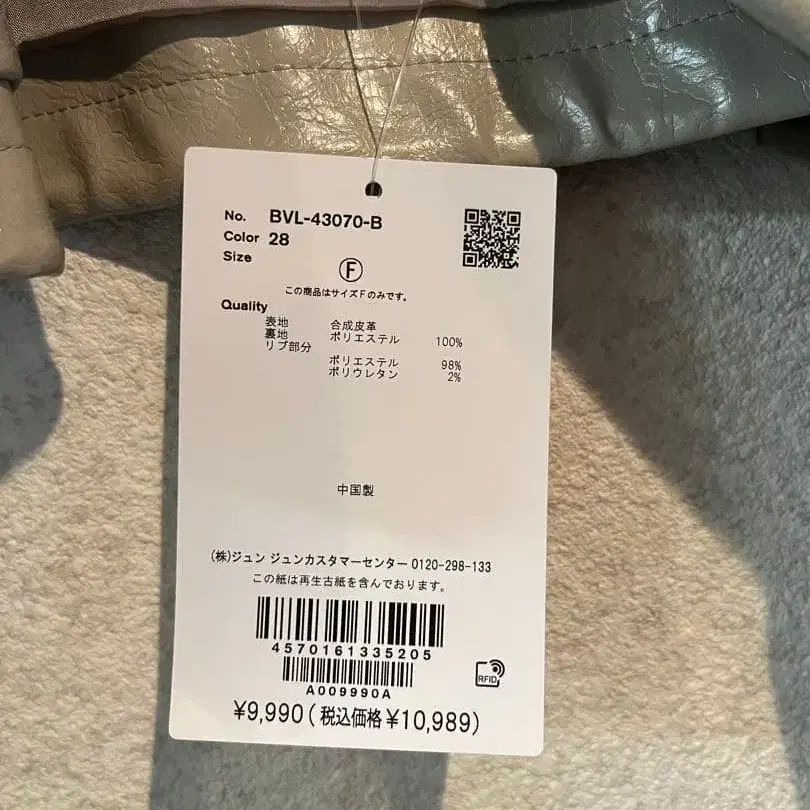 No. BVL-43070-B
Color 28
Size
Ⓕ
この商品はサイズFのみです。
Quality
表地 合成皮革
裏地 ポリエステル 100%
リブ部分
ポリエステル 98%
ポリウレタン 2%
中国製
(株)ジュン ジュンカスタマーセンター 0120-298-133
この紙は再生古紙を含んでおります。
4570161335205
RFID
A009990A
¥9,990(税込価格¥10,989)